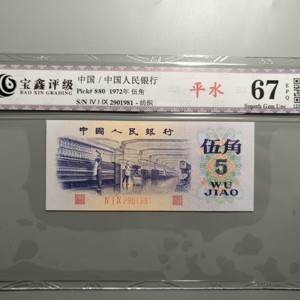 宝鑫评级
BAO XIN GRADING
中国 / 中国人民银行
Pick# 880 1972年 伍角
S/N IV I IX 2901981 - 纺织
平水
67
EPQ
Superb Gem Unc
中国人民银行
伍角
5
WU
JIAO
IV I IX 2901981